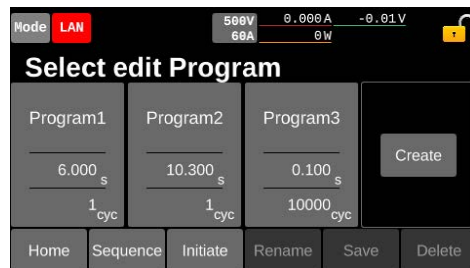 Mode LAN 500V 0.000A -0.01V
60A 0W
Select edit Program
Program1 Program2 Program3
6.000 s 10.300 s 0.100 s Create
1 cyc 1 cyc 10000 cyc
Home Sequence Initiate Rename Save Delete